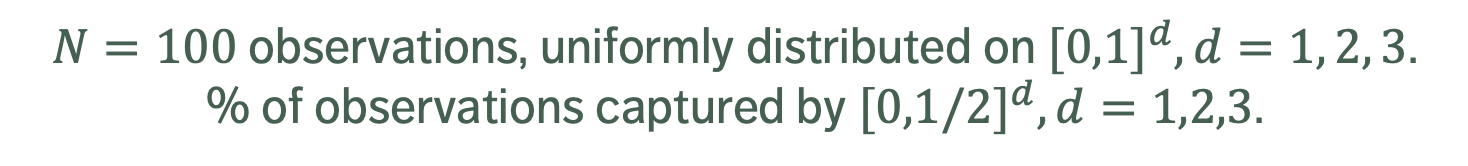 N = 100 observations, uniformly distributed on [0,1]ᵈ, d = 1, 2, 3.
% of observations captured by [0,1/2]ᵈ, d = 1,2,3.